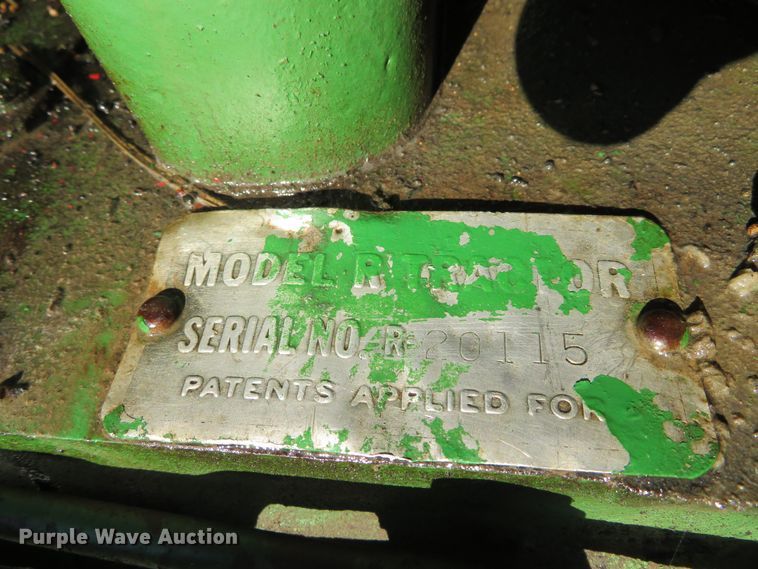 MODEL R TRACTOR
SERIAL NO. R-20115
PATENTS APPLIED FOR
Purple Wave Auction